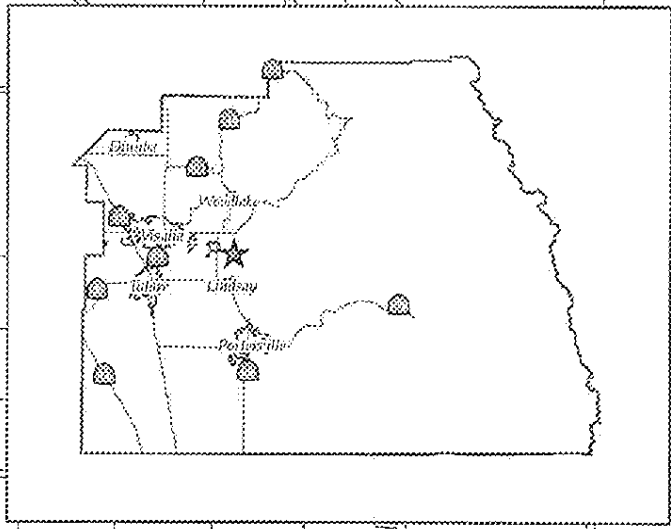 Dinuba
Woodlake
Visalia
Tulare
Lindsay
Porterville